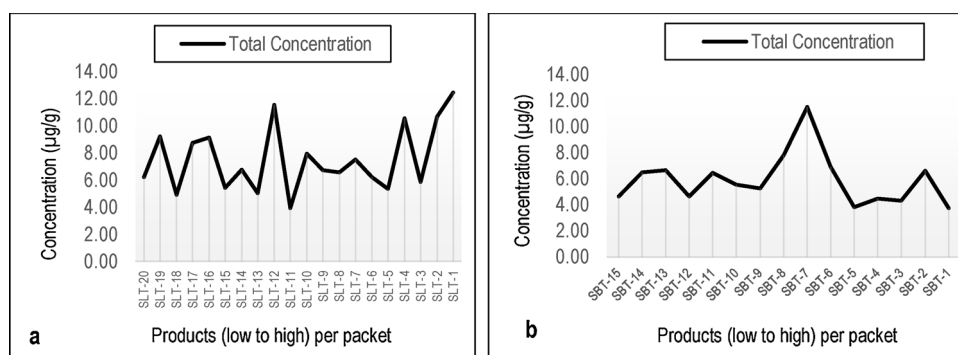 Total Concentration
14.00
12.00
10.00
8.00
6.00
4.00
2.00
0.00
Concentration (µg/g)
SLT-20
SLT-19
SLT-18
SLT-17
SLT-16
SLT-15
SLT-14
SLT-13
SLT-12
SLT-11
SLT-10
SLT-9
SLT-8
SLT-7
SLT-6
SLT-5
SLT-4
SLT-3
SLT-2
SLT-1
a
Products (low to high) per packet
Total Concentration
14.00
12.00
10.00
8.00
6.00
4.00
2.00
0.00
Concentration (µg/g)
SBT-15
SBT-14
SBT-13
SBT-12
SBT-11
SBT-10
SBT-9
SBT-8
SBT-7
SBT-6
SBT-5
SBT-4
SBT-3
SBT-2
SBT-1
b
Products (low to high) per packet